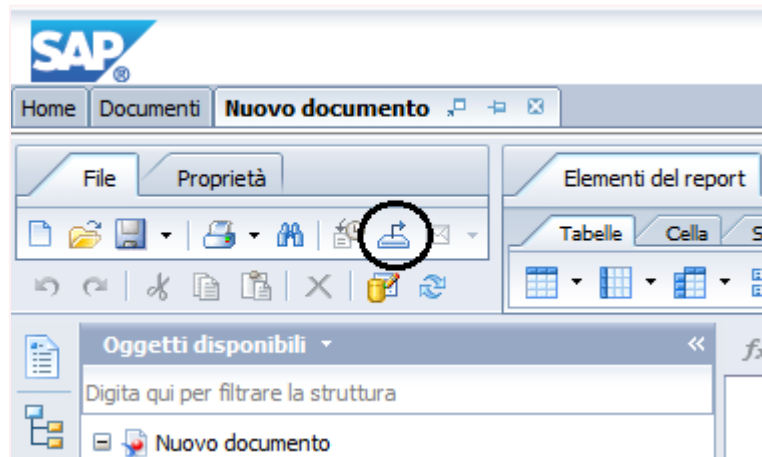 SAP®
Home Documenti Nuovo documento
File Proprietà Elementi del report
Tabelle Cella S
Oggetti disponibili
Digita qui per filtrare la struttura
Nuovo documento